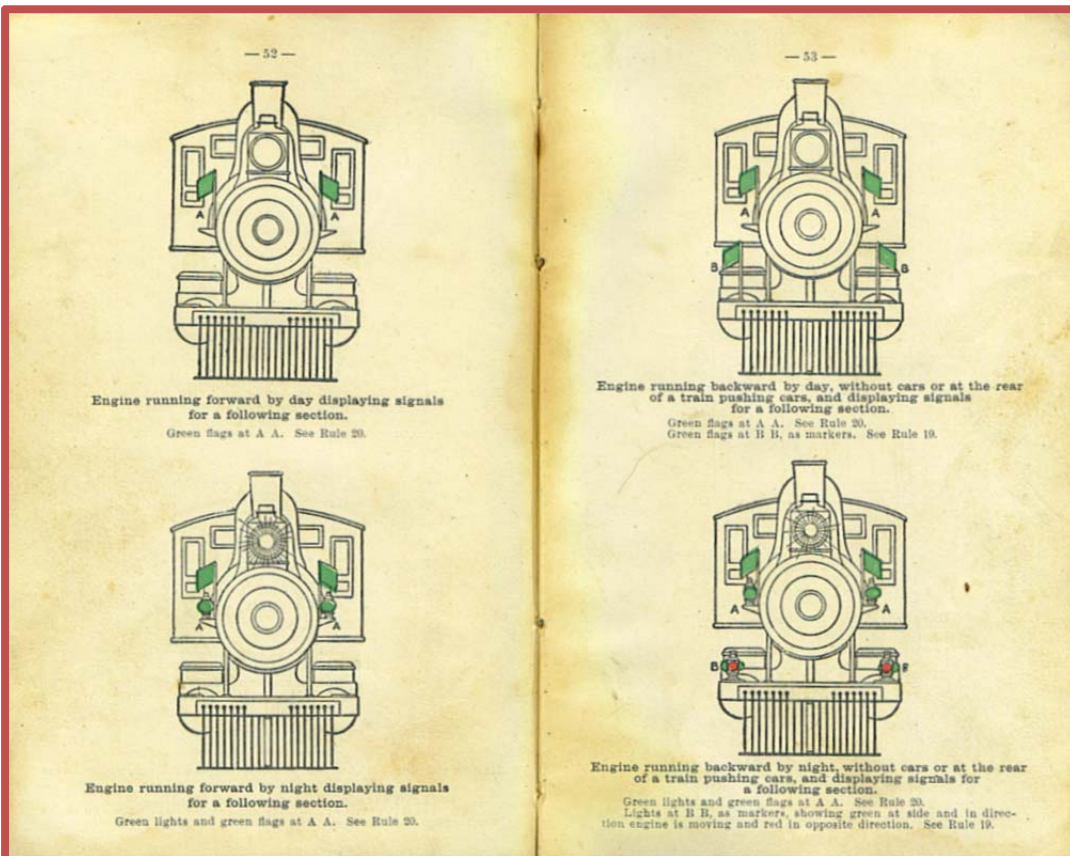 — 52 —
A
A
Engine running forward by day displaying signals
for a following section.
Green flags at A A. See Rule 20.
A
A
Engine running forward by night displaying signals
for a following section.
Green lights and green flags at A A. See Rule 20.
— 53 —
A
A
B
B
Engine running backward by day, without cars or at the rear
of a train pushing cars, and displaying signals
for a following section.
Green flags at A A. See Rule 20.
Green flags at B B, as markers. See Rule 19.
A
A
B
Engine running backward by night, without cars or at the rear
of a train pushing cars, and displaying signals for
a following section.
Green lights and green flags at A A. See Rule 20.
Lights at B B, as markers, showing green at side and in direc-
tion engine is moving and red in opposite direction. See Rule 19.